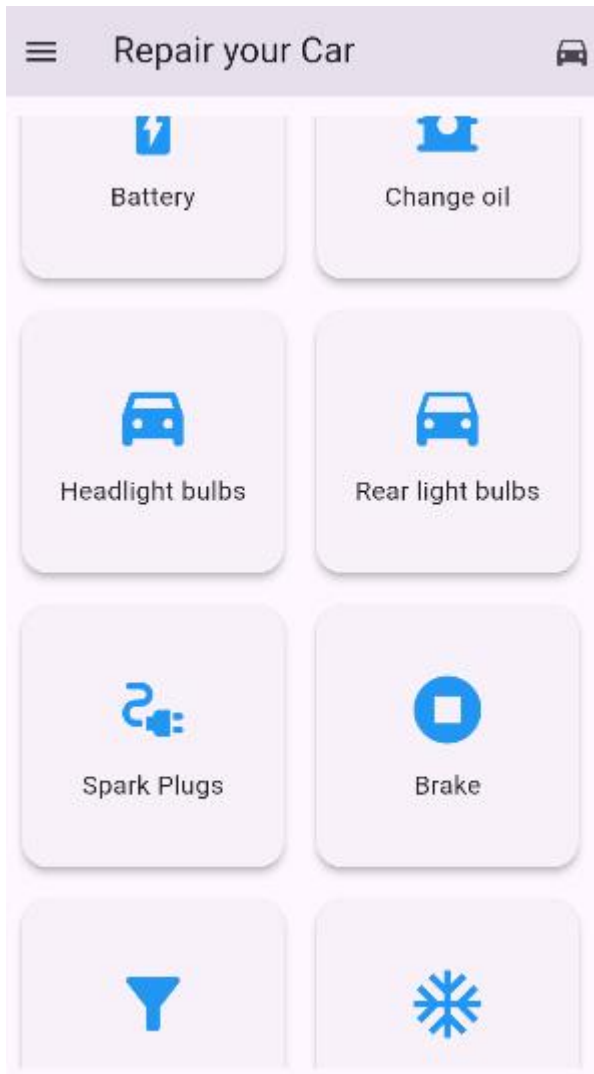 Repair your Car
Battery
Change oil
Headlight bulbs
Rear light bulbs
Spark Plugs
Brake